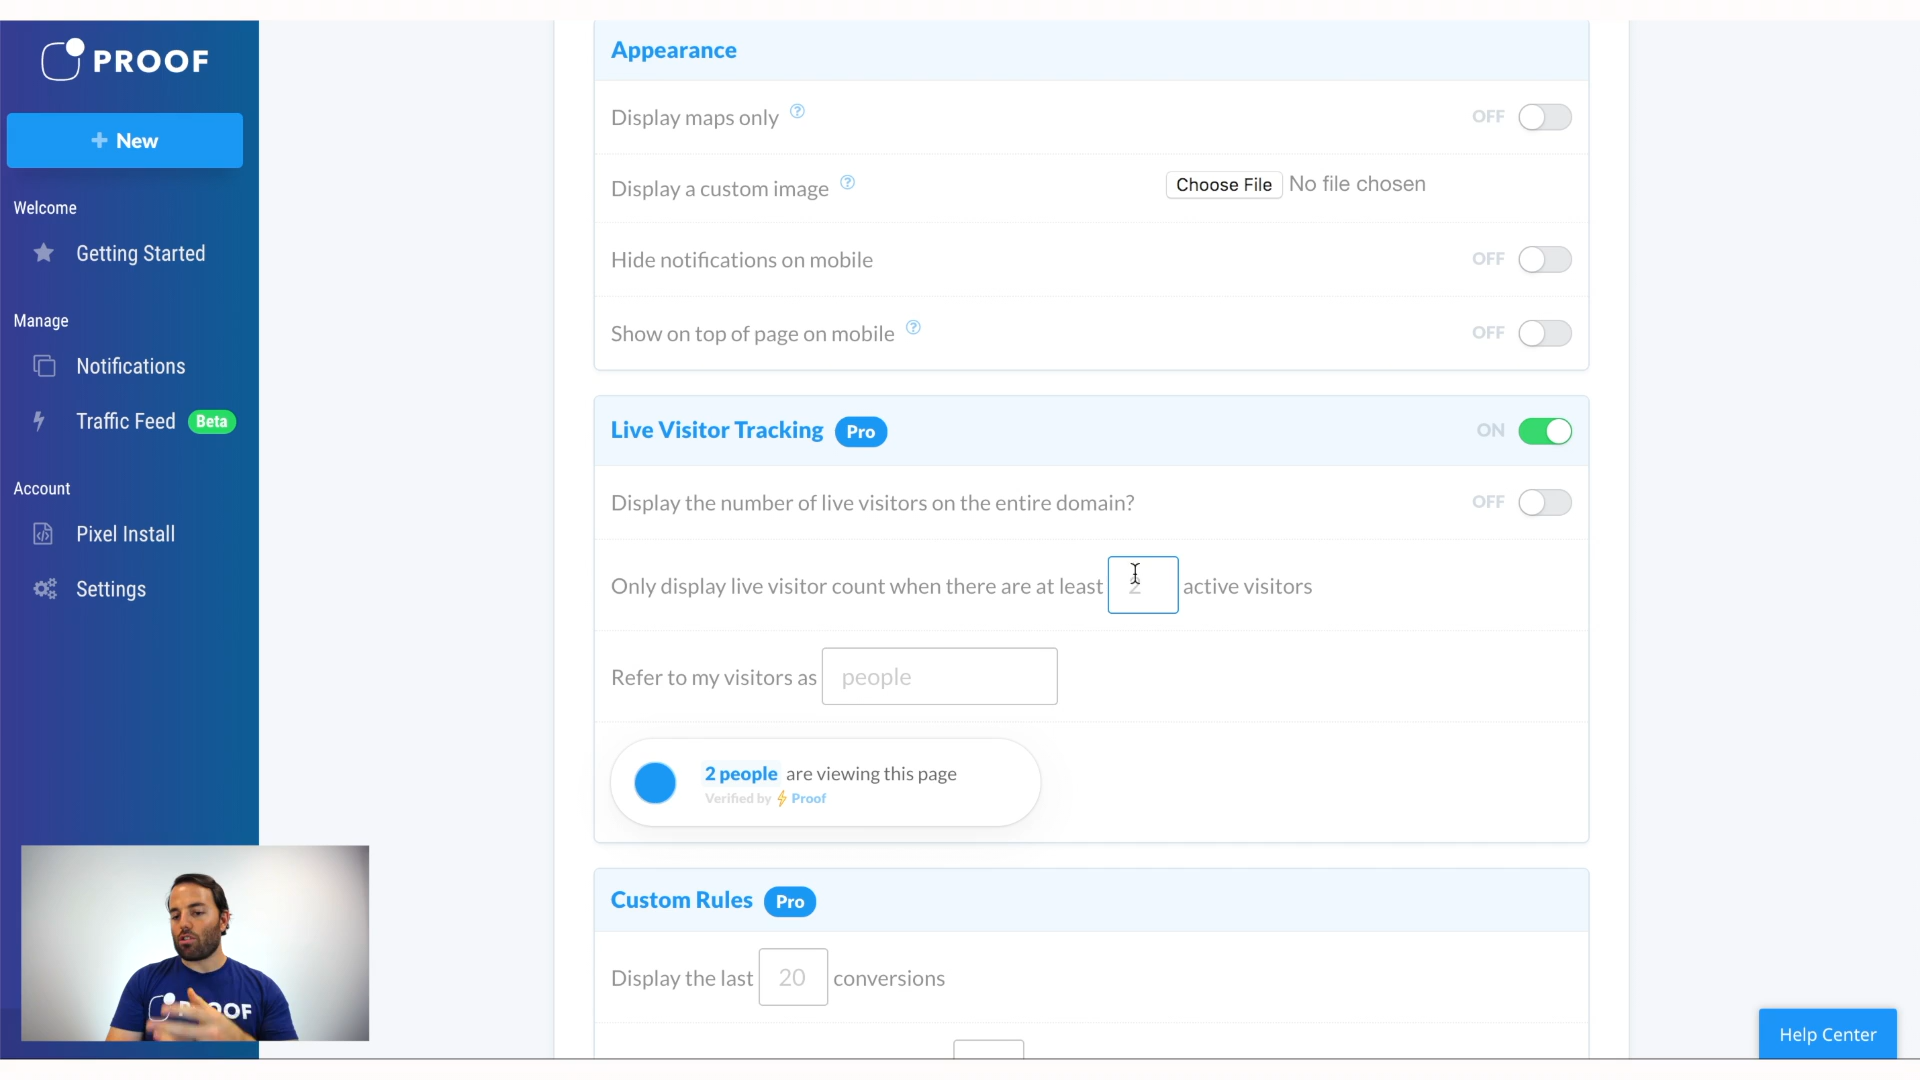 PROOF
+ New
Welcome
Getting Started
Manage
Notifications
Traffic Feed Beta
Account
Pixel Install
Settings
Appearance
Display maps only ? OFF
Display a custom image ? Choose File No file chosen
Hide notifications on mobile OFF
Show on top of page on mobile ? OFF
Live Visitor Tracking Pro ON
Display the number of live visitors on the entire domain? OFF
Only display live visitor count when there are at least 2 active visitors
Refer to my visitors as people
2 people are viewing this page
Verified by Proof
Custom Rules Pro
Display the last 20 conversions
Help Center